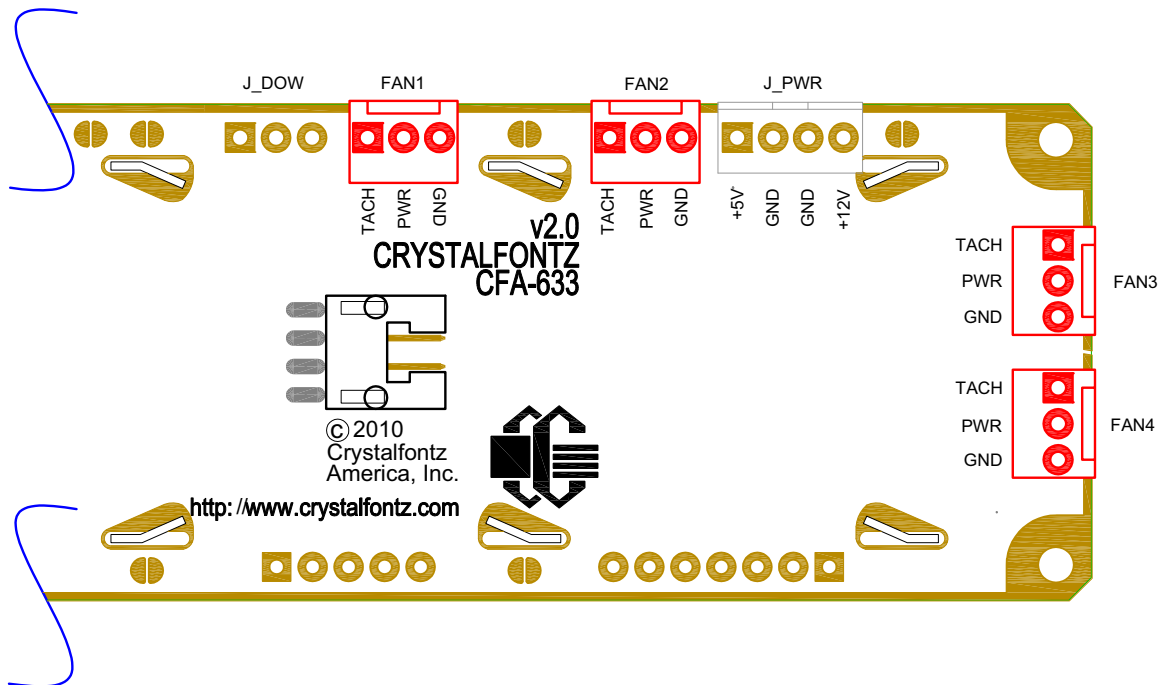 J_DOW
FAN1
FAN2
J_PWR
TACH
PWR
GND
TACH
PWR
GND
+5V
GND
GND
+12V
v2.0
CRYSTALFONTZ
CFA-633
TACH
PWR
GND
FAN3
TACH
PWR
GND
FAN4
© 2010
Crystalfontz
America, Inc.
http://www.crystalfontz.com